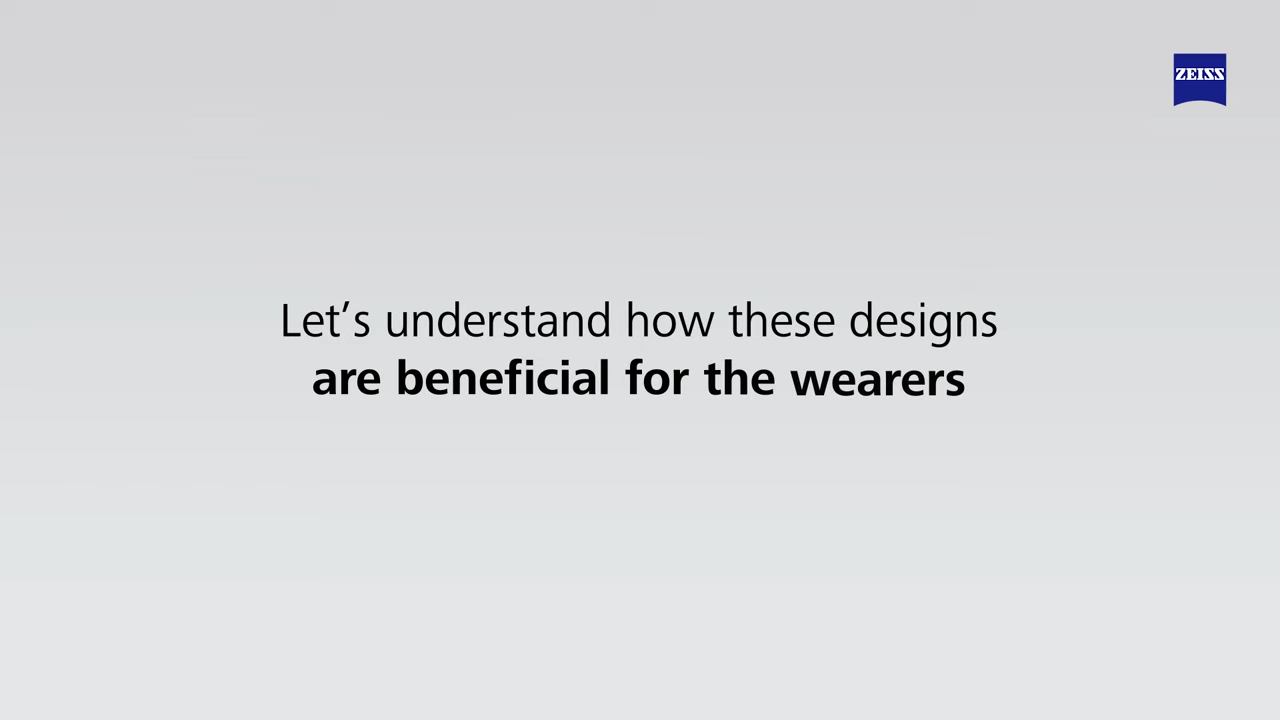 ZEISS
Let’s understand how these designs
are beneficial for the wearers